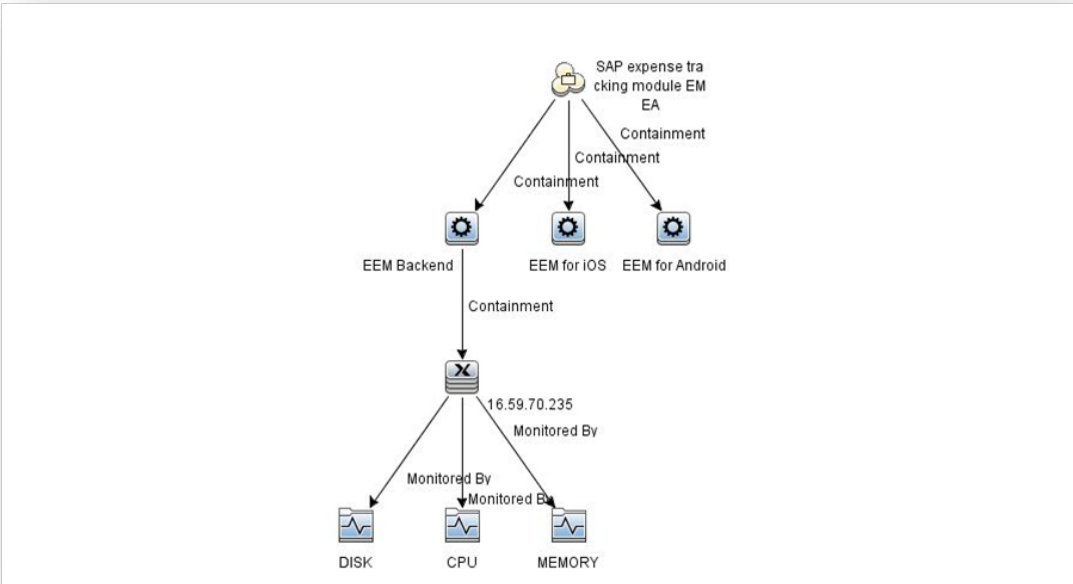 SAP expense tra
cking module EM
EA
Containment
Containment
Containment
EEM Backend
EEM for iOS
EEM for Android
Containment
16.59.70.235
Monitored By
Monitored By
Monitored By
DISK
CPU
MEMORY